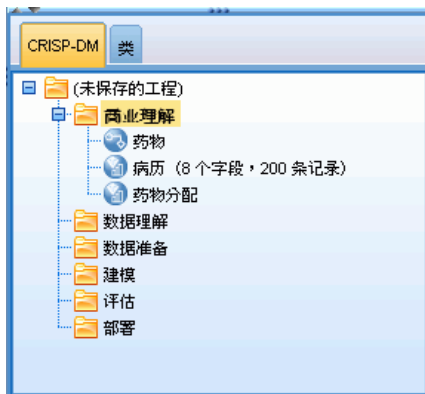 CRISP-DM 类
(未保存的工程)
商业理解
药物
病历（8 个字段，200 条记录）
药物分配
数据理解
数据准备
建模
评估
部署